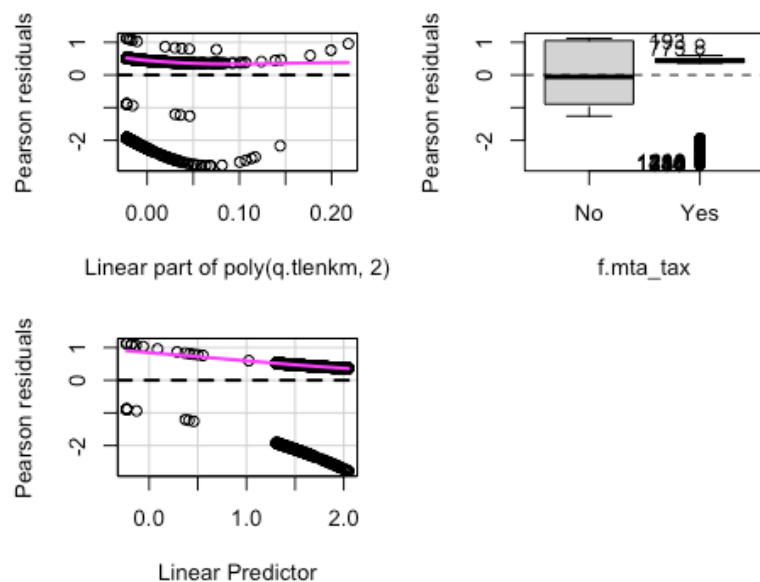 Pearson residuals
1
0
-2
0.00 0.10 0.20
Linear part of poly(q.tlenkm, 2)
Pearson residuals
1
0
-2
No Yes
f.mta_tax
Pearson residuals
1
0
-2
0.0 1.0 2.0
Linear Predictor